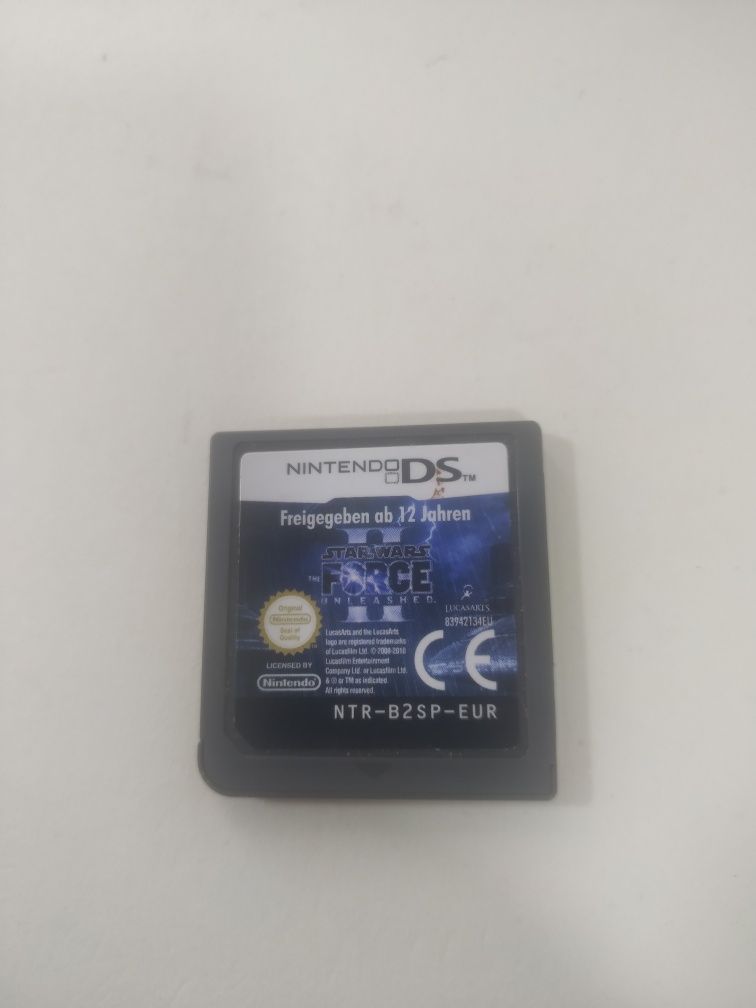 NINTENDO DS TM
Freigegeben ab 12 Jahren
II
STAR WARS
THE FORCE
UNLEASHED
II
Original
Nintendo
Seal of
Quality
TM
LICENSED BY
Nintendo
LucasArts and the LucasArts
logo are registered trademarks
of Lucasfilm Ltd. © 2008-2010
Lucasfilm Entertainment
Company Ltd. or Lucasfilm Ltd.
& ® or TM as indicated.
All rights reserved.
LUCASARTS
83942134EU
CE
NTR-B2SP-EUR